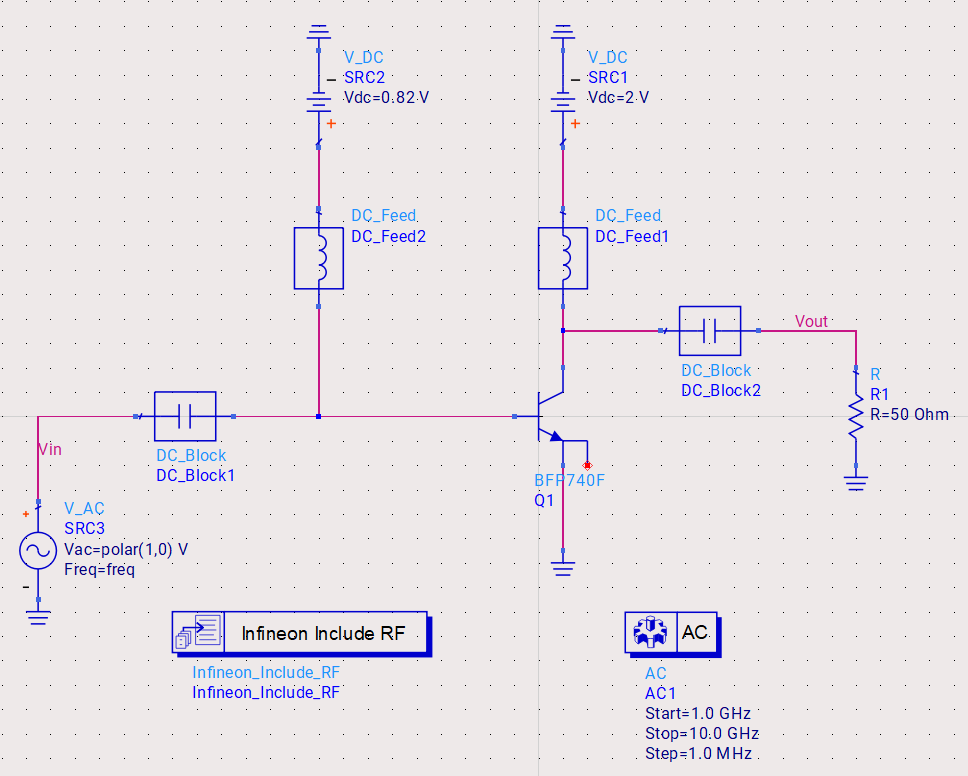 V_DC
SRC2
Vdc=0.82 V
V_DC
SRC1
Vdc=2 V
DC_Feed
DC_Feed2
DC_Feed
DC_Feed1
Vout
DC_Block
DC_Block2
R
R1
R=50 Ohm
Vin
DC_Block
DC_Block1
BFP740F
Q1
V_AC
SRC3
Vac=polar(1,0) V
Freq=freq
Infineon Include RF
Infineon_Include_RF
Infineon_Include_RF
AC
AC
AC1
Start=1.0 GHz
Stop=10.0 GHz
Step=1.0 MHz